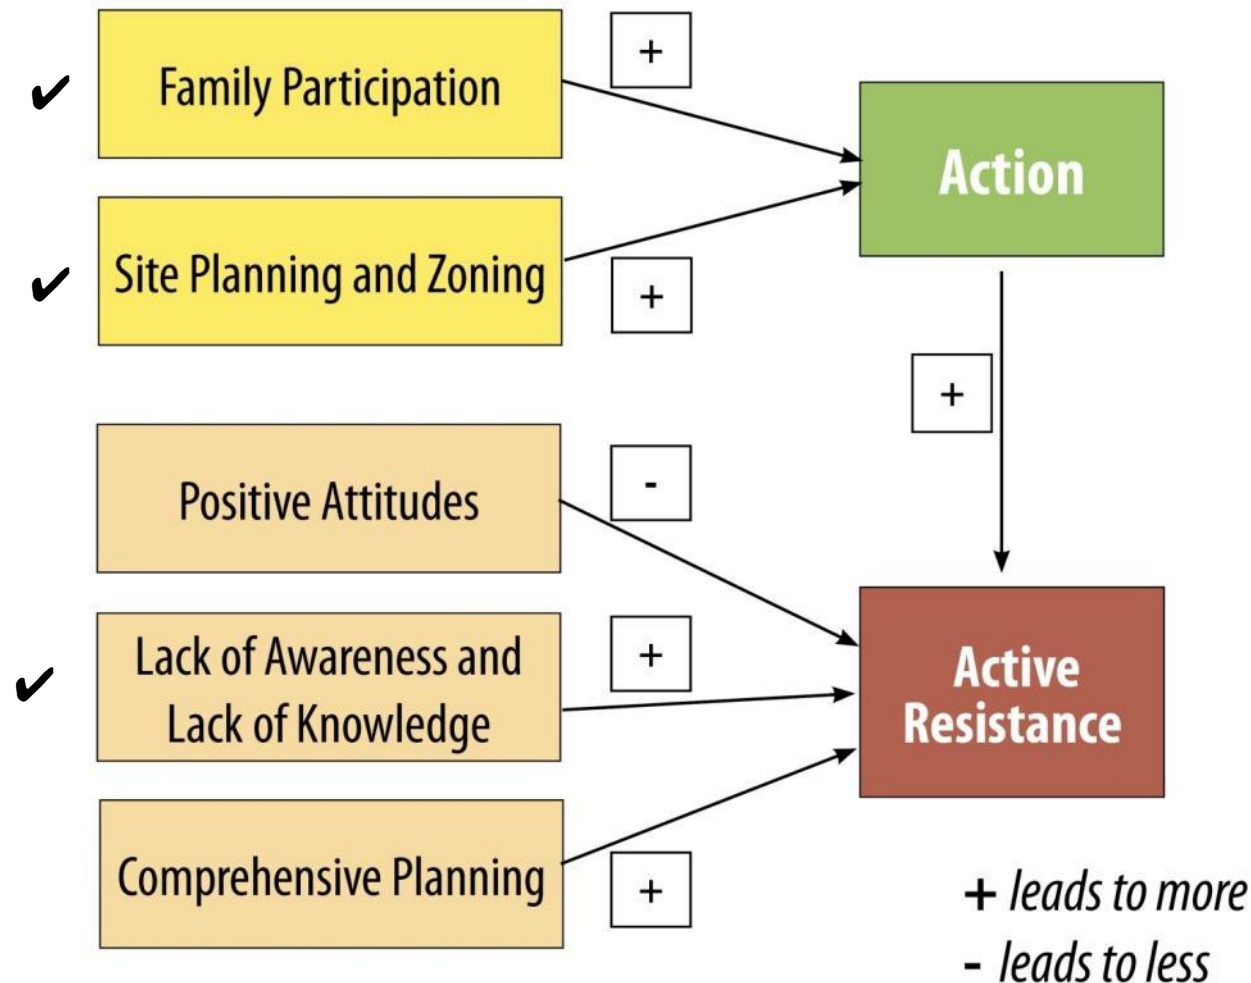 ✔ Family Participation
+
Action
✔ Site Planning and Zoning
+
+
Positive Attitudes
-
✔ Lack of Awareness and
Lack of Knowledge
+
Active
Resistance
Comprehensive Planning
+
+ leads to more
- leads to less